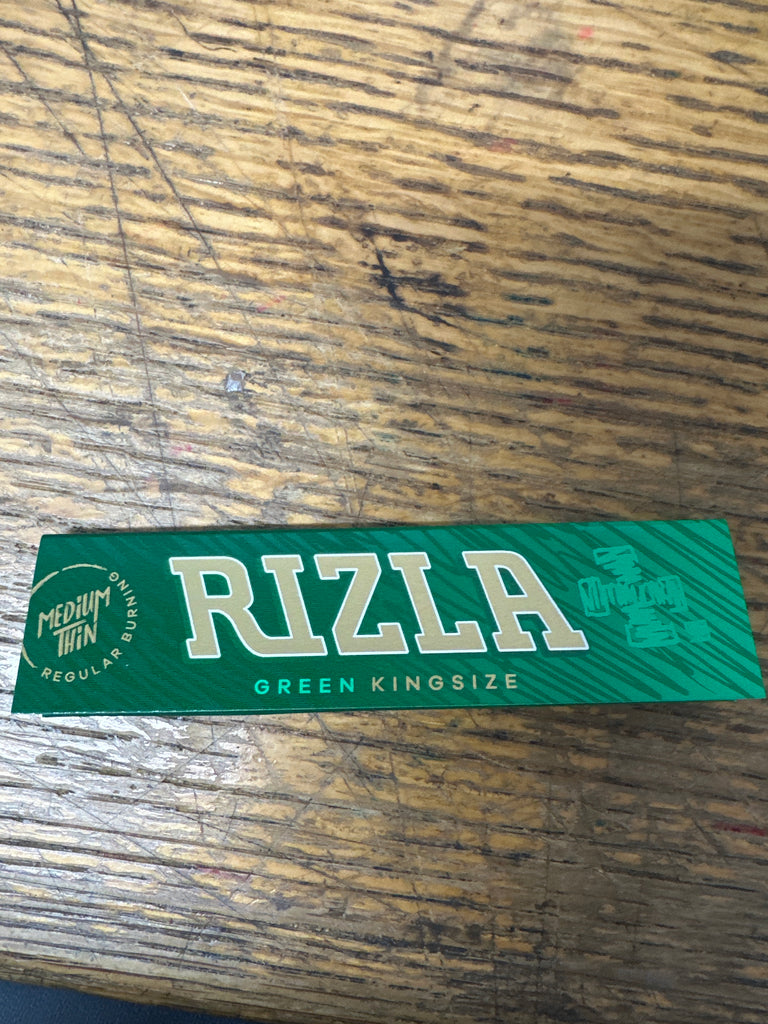 MEDIUM
THIN
REGULAR BURNING
RIZLA
GREEN KINGSIZE